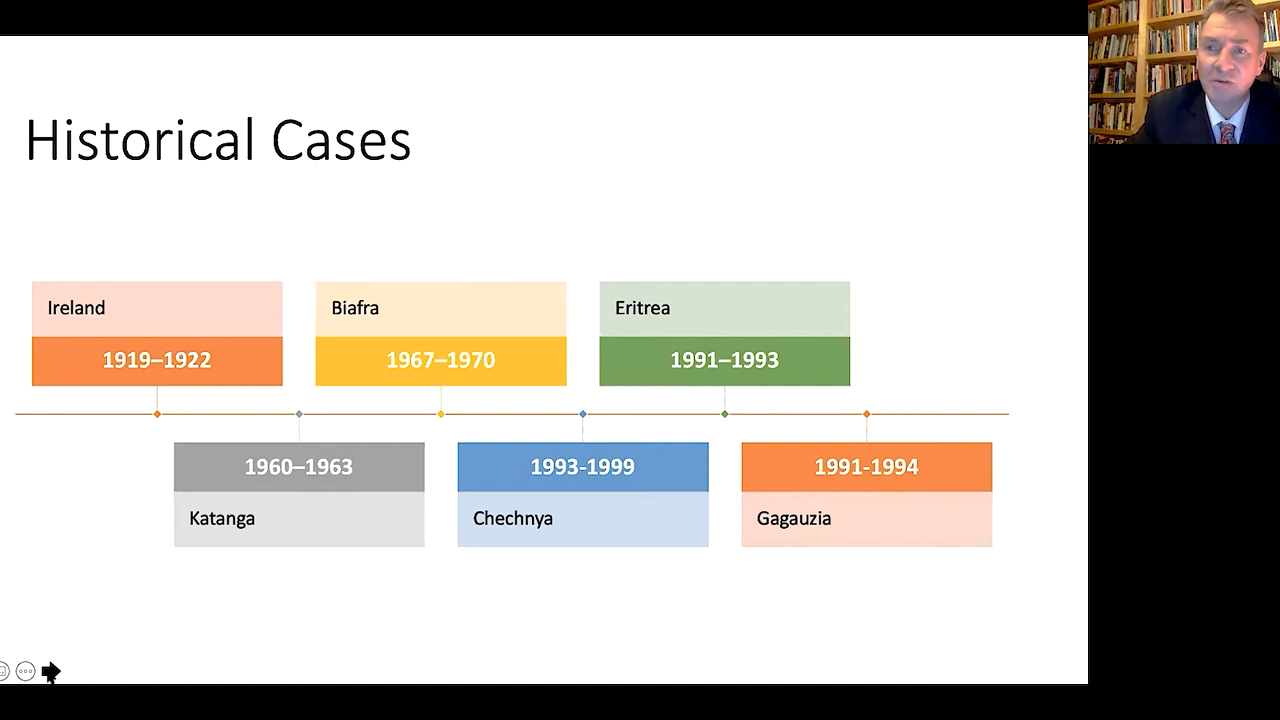 Historical Cases
Ireland
1919–1922
Biafra
1967–1970
Eritrea
1991–1993
1960–1963
Katanga
1993-1999
Chechnya
1991-1994
Gagauzia